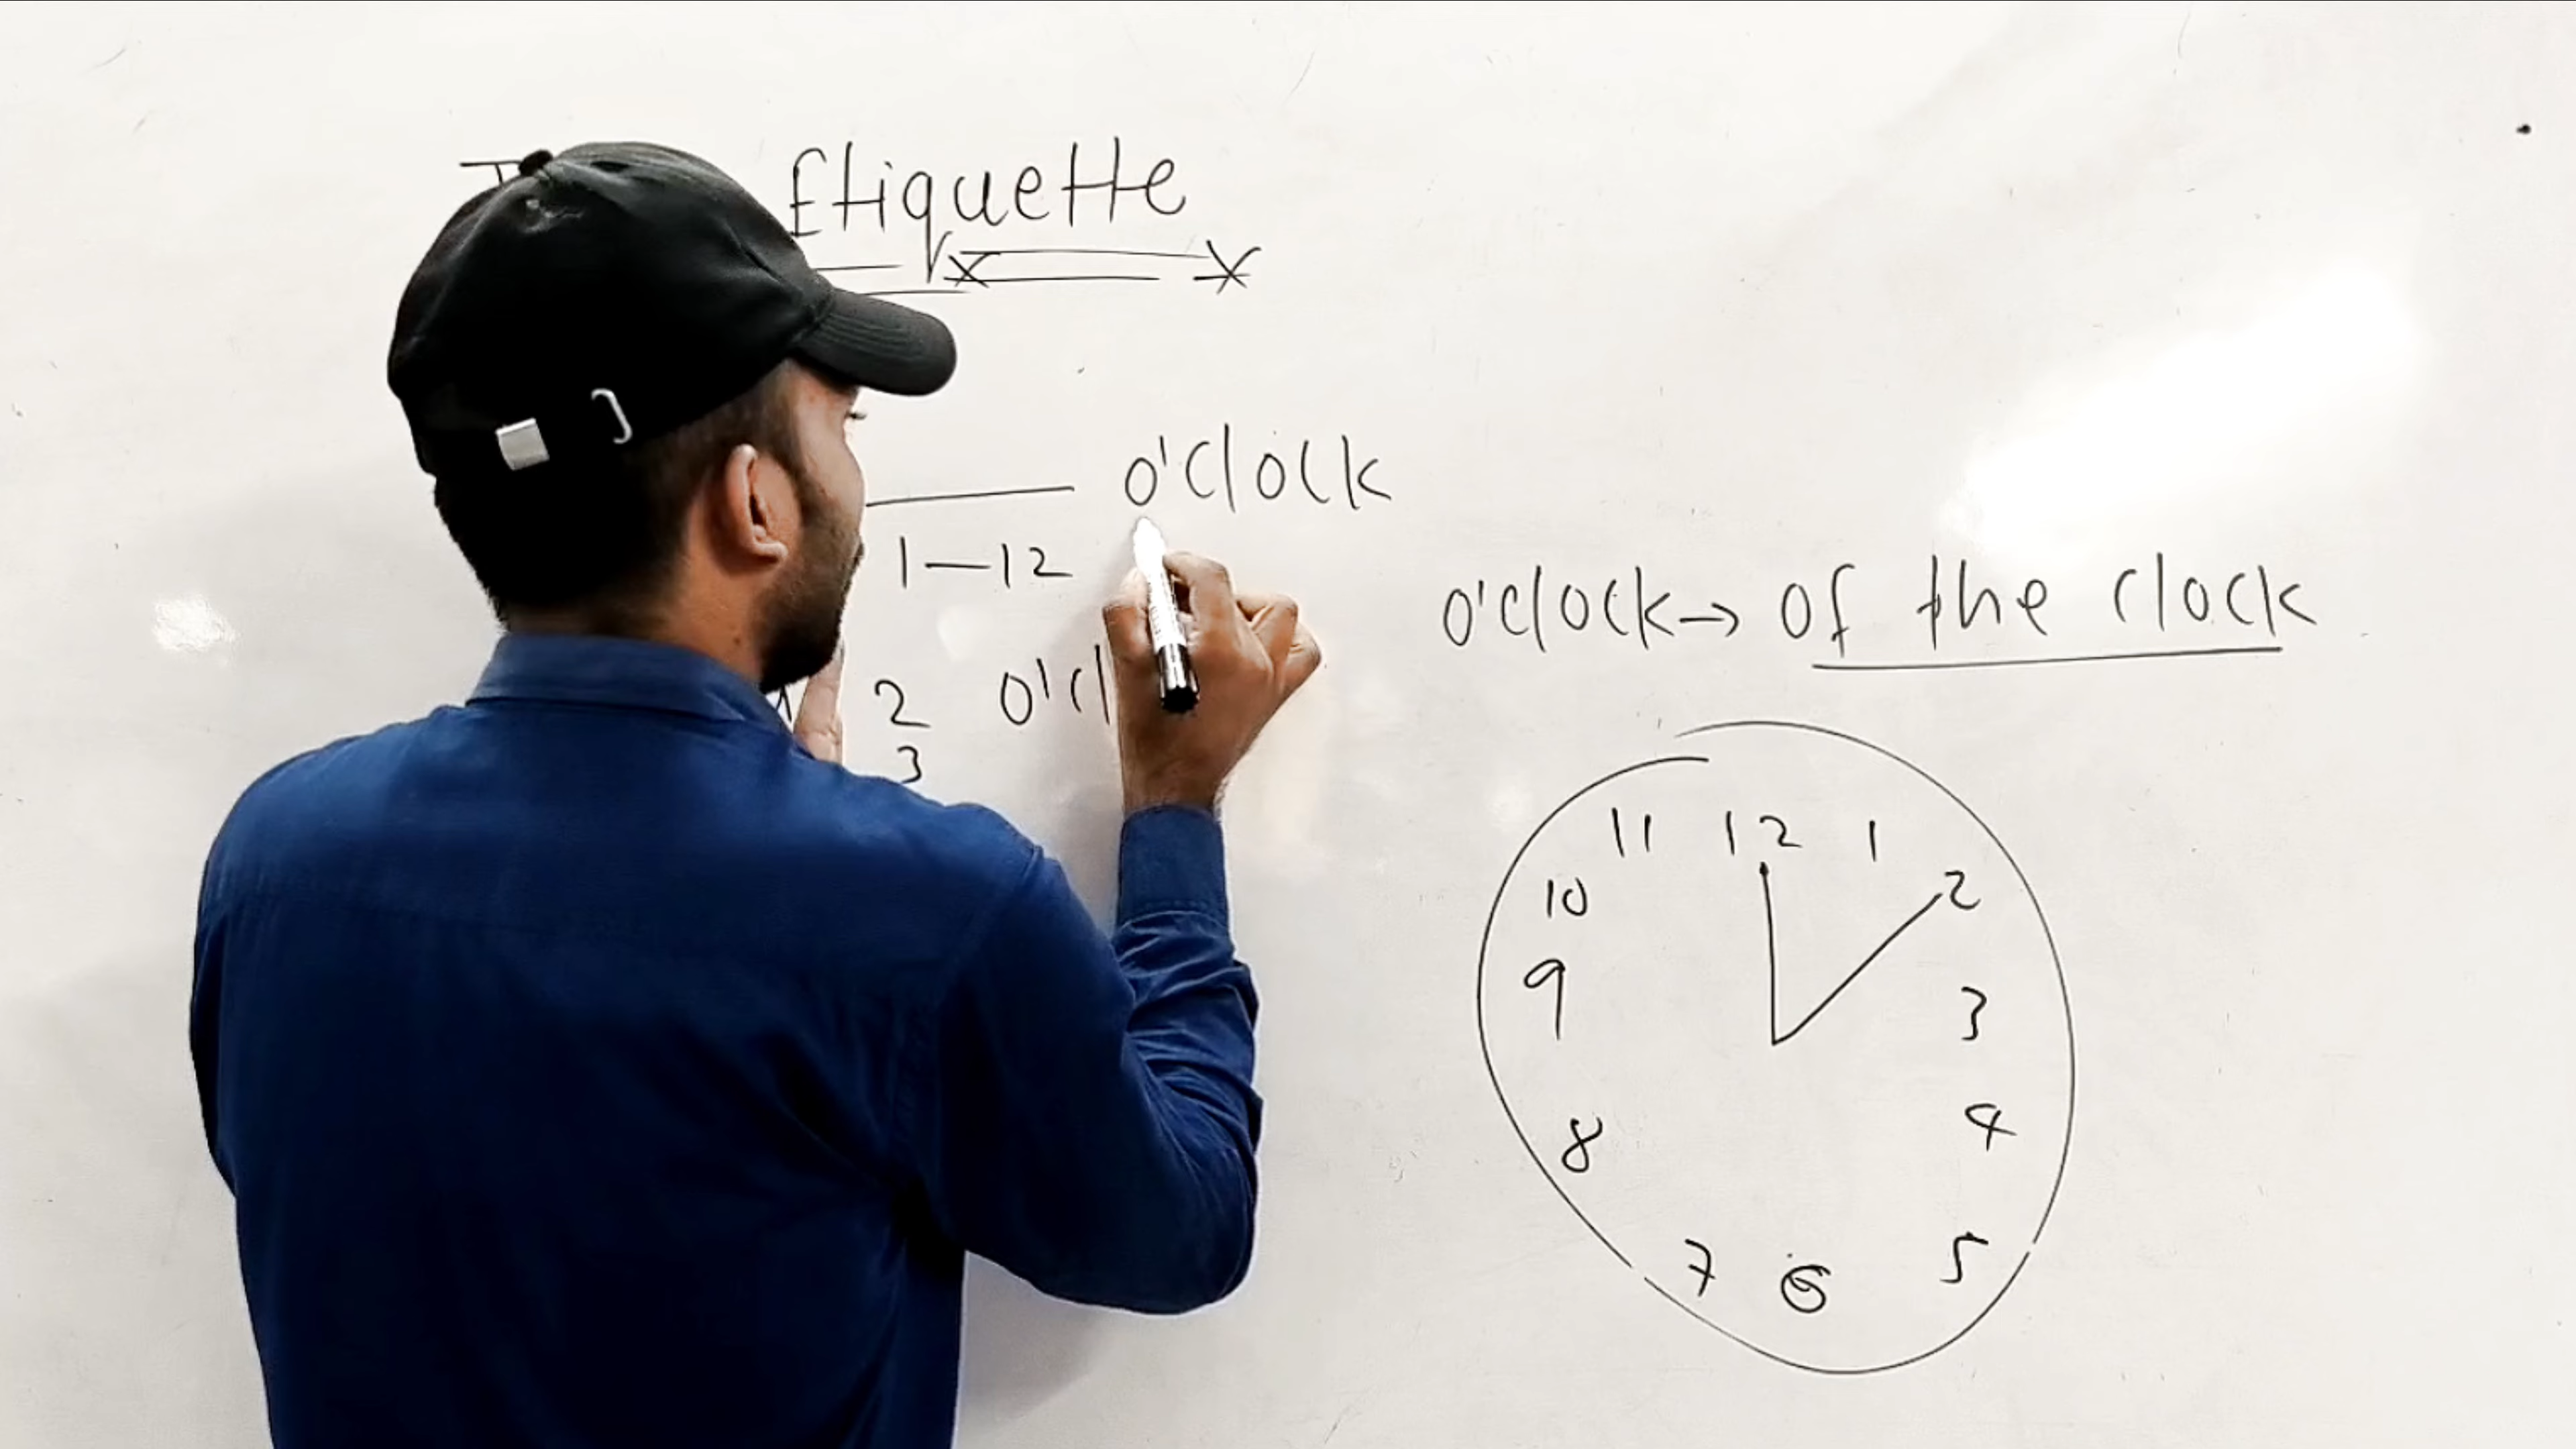 Etiquette
o'clock
1—12
o'clock → of the clock
2 o'cl
3
11 12 1
10 2
9 3
8 4
7 6 5